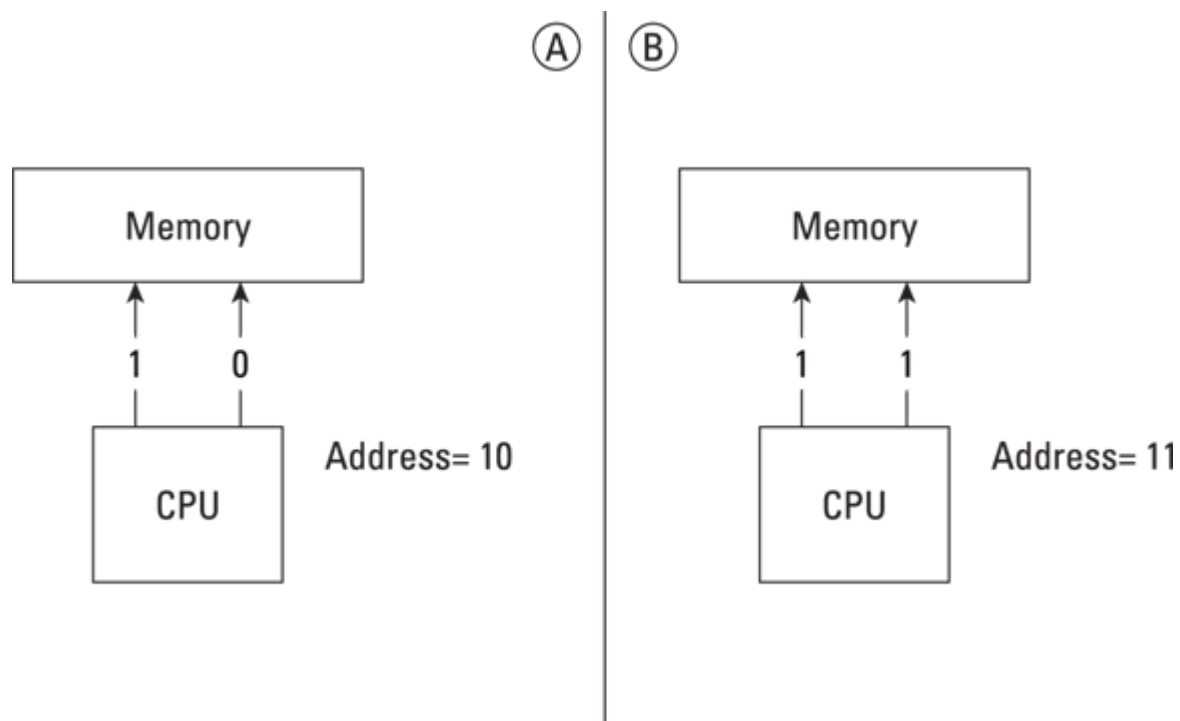 A
Memory
1 0
Address= 10
CPU
B
Memory
1 1
Address= 11
CPU